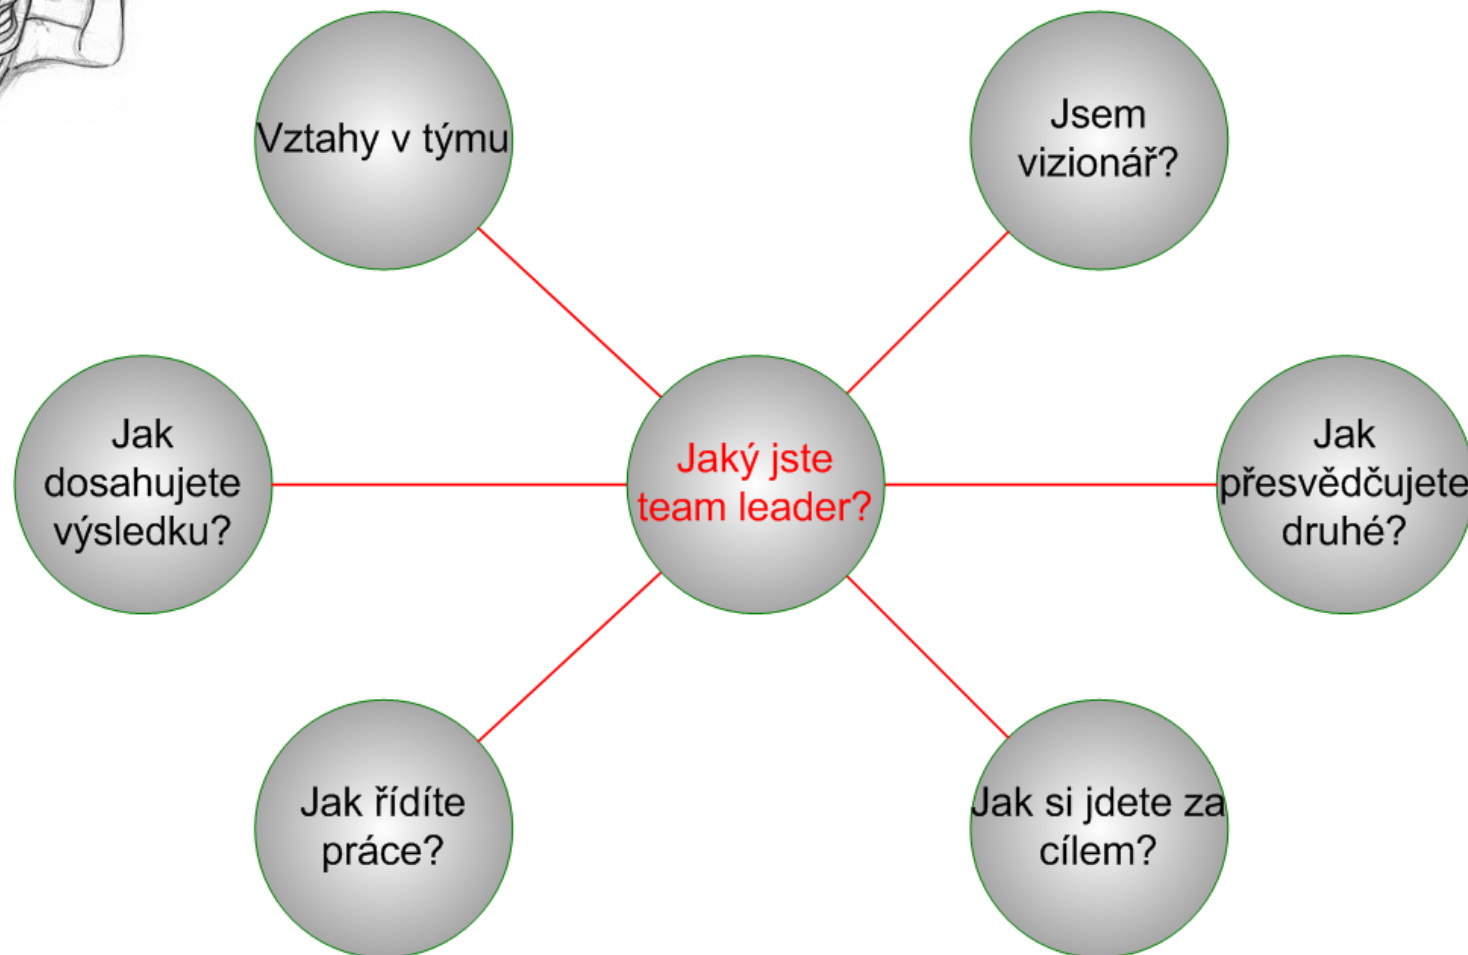 Vztahy v týmu
Jsem
vizionář?
Jak
dosahujete
výsledku?
Jaký jste
team leader?
Jak
přesvědčujete
druhé?
Jak řídíte
práce?
Jak si jdete za
cílem?